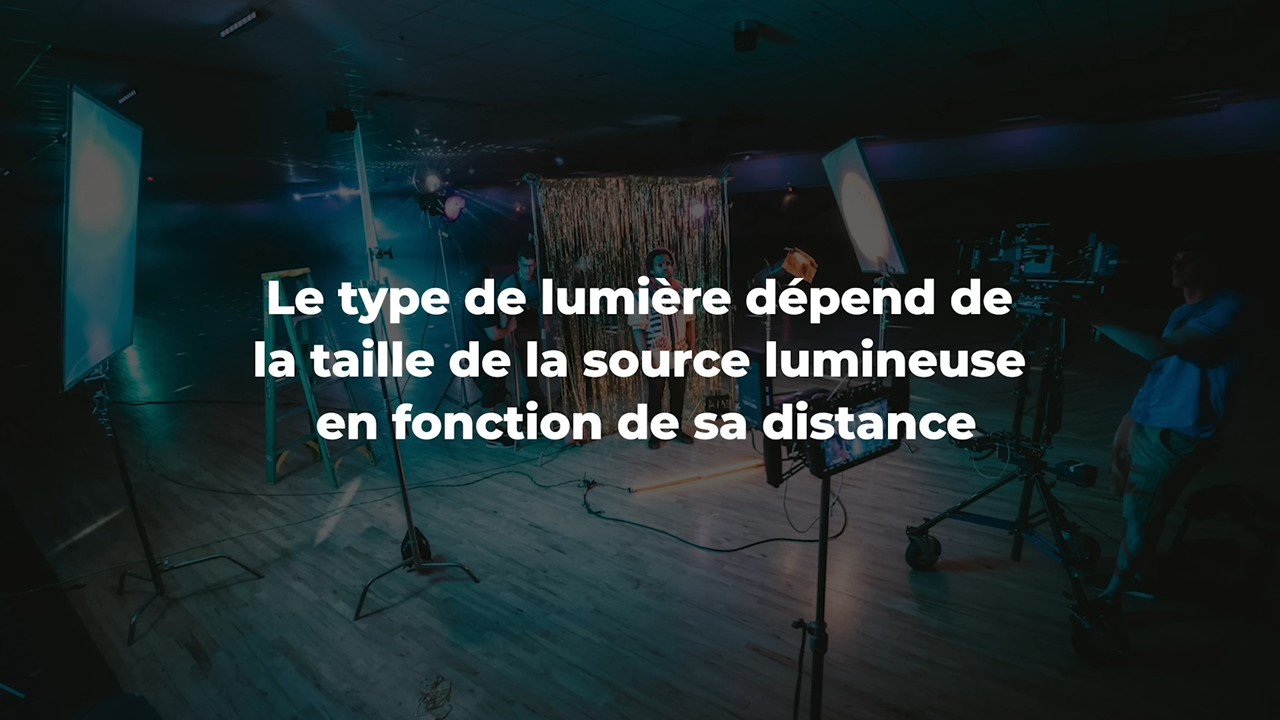 Le type de lumière dépend de
la taille de la source lumineuse
en fonction de sa distance